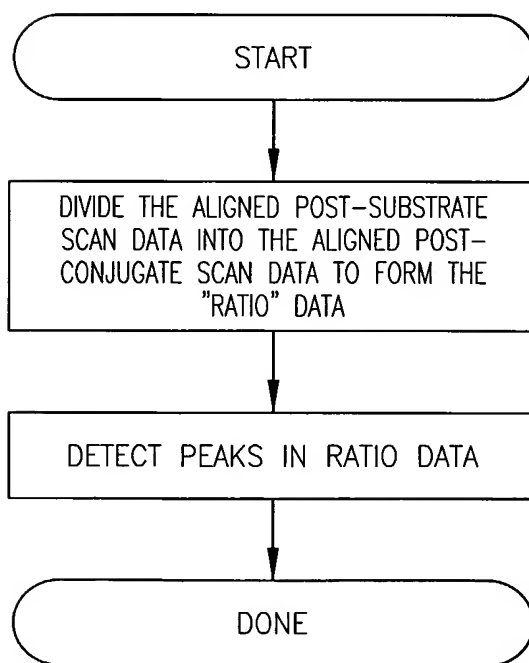 START
DIVIDE THE ALIGNED POST-SUBSTRATE
SCAN DATA INTO THE ALIGNED POST-
CONJUGATE SCAN DATA TO FORM THE
"RATIO" DATA
DETECT PEAKS IN RATIO DATA
DONE